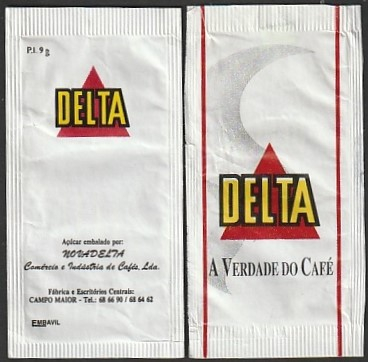 P.l. 9 g
DELTA
Açúcar embalado por:
NOVADELTA
Comércio e Indústria de Cafés, Lda.
Fábrica e Escritórios Centrais:
CAMPO MAIOR - Tel.: 68 66 90 / 68 64 62
EMBAVIL
DELTA
A VERDADE DO CAFÉ